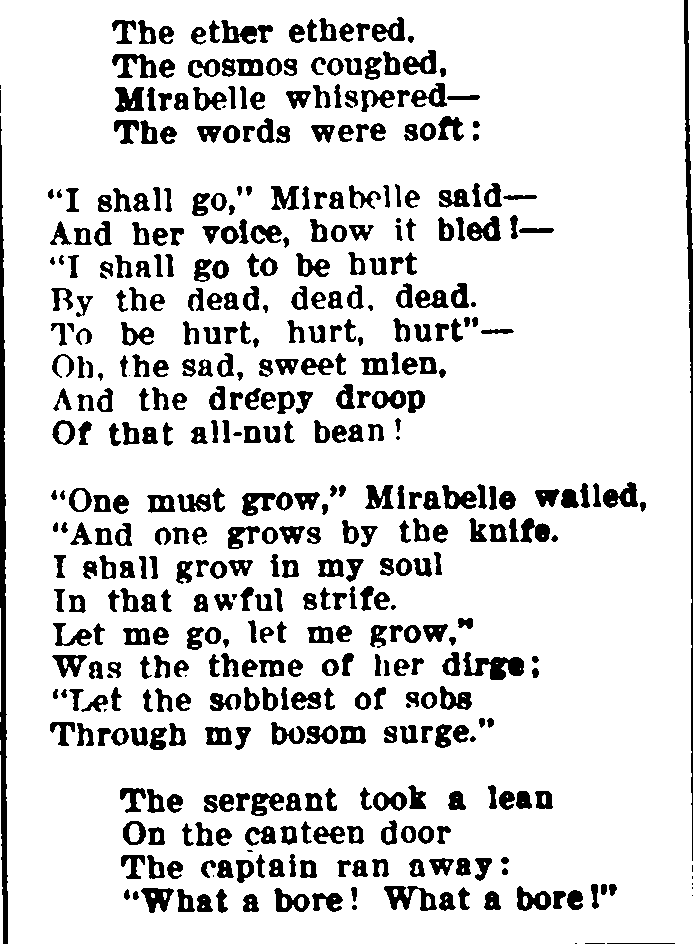 The ether ethered,
The cosmos coughed,
Mirabelle whispered—
The words were soft:
“I shall go,” Mirabelle said—
And her voice, how it bled!—
“I shall go to be hurt
By the dead, dead, dead.
To be hurt, hurt, hurt”—
Oh, the sad, sweet mien,
And the dreepy droop
Of that all-nut bean!
“One must grow,” Mirabelle wailed,
“And one grows by the knife.
I shall grow in my soul
In that awful strife.
Let me go, let me grow,”
Was the theme of her dirge;
“Let the sobbiest of sobs
Through my bosom surge.”
The sergeant took a lean
On the canteen door
The captain ran away:
“What a bore! What a bore!”